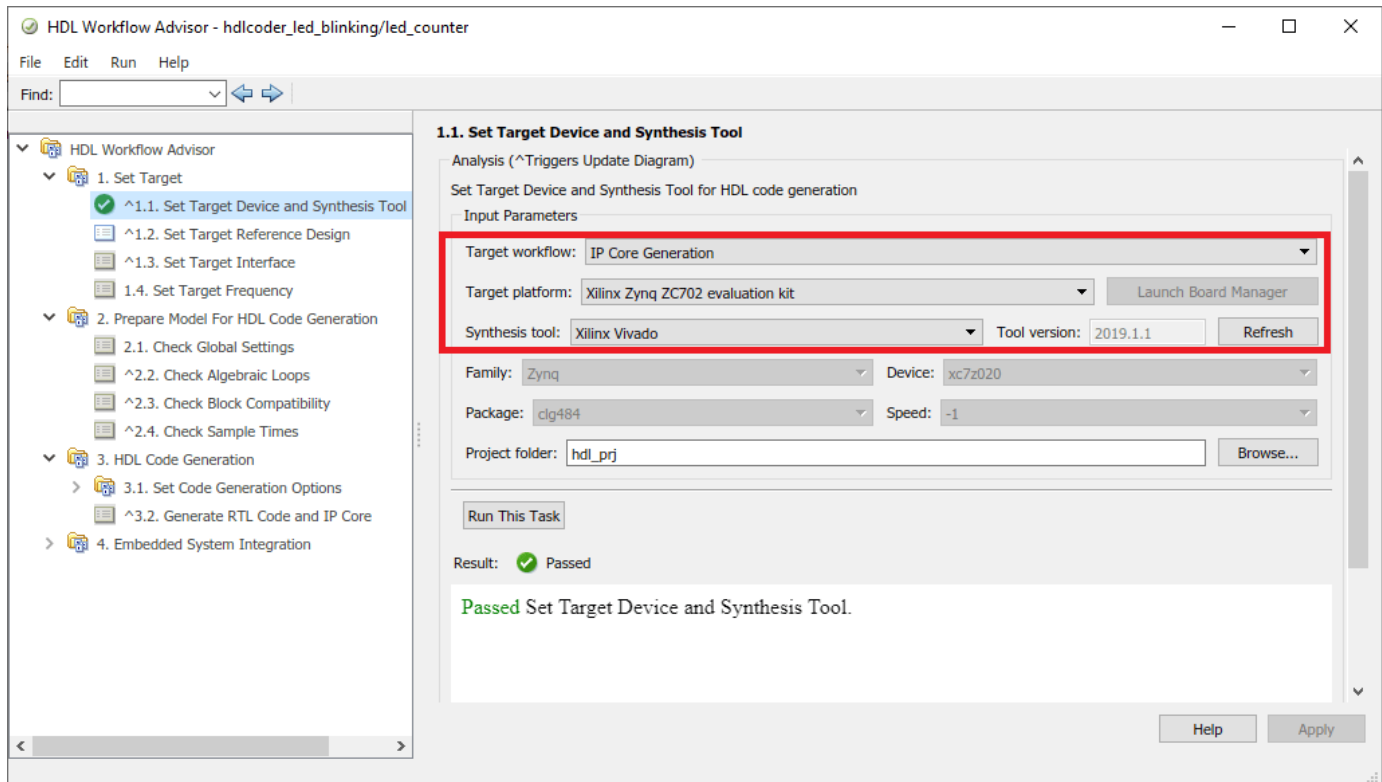 HDL Workflow Advisor - hdlcoder_led_blinking/led_counter
File Edit Run Help
Find:
HDL Workflow Advisor
1. Set Target
^1.1. Set Target Device and Synthesis Tool
^1.2. Set Target Reference Design
^1.3. Set Target Interface
1.4. Set Target Frequency
2. Prepare Model For HDL Code Generation
2.1. Check Global Settings
^2.2. Check Algebraic Loops
^2.3. Check Block Compatibility
^2.4. Check Sample Times
3. HDL Code Generation
3.1. Set Code Generation Options
^3.2. Generate RTL Code and IP Core
4. Embedded System Integration
1.1. Set Target Device and Synthesis Tool
Analysis (^Triggers Update Diagram)
Set Target Device and Synthesis Tool for HDL code generation
Input Parameters
Target workflow: IP Core Generation
Target platform: Xilinx Zynq ZC702 evaluation kit Launch Board Manager
Synthesis tool: Xilinx Vivado Tool version: 2019.1.1 Refresh
Family: Zynq Device: xc7z020
Package: clg484 Speed: -1
Project folder: hdl_prj Browse...
Run This Task
Result: Passed
Passed Set Target Device and Synthesis Tool.
Help Apply